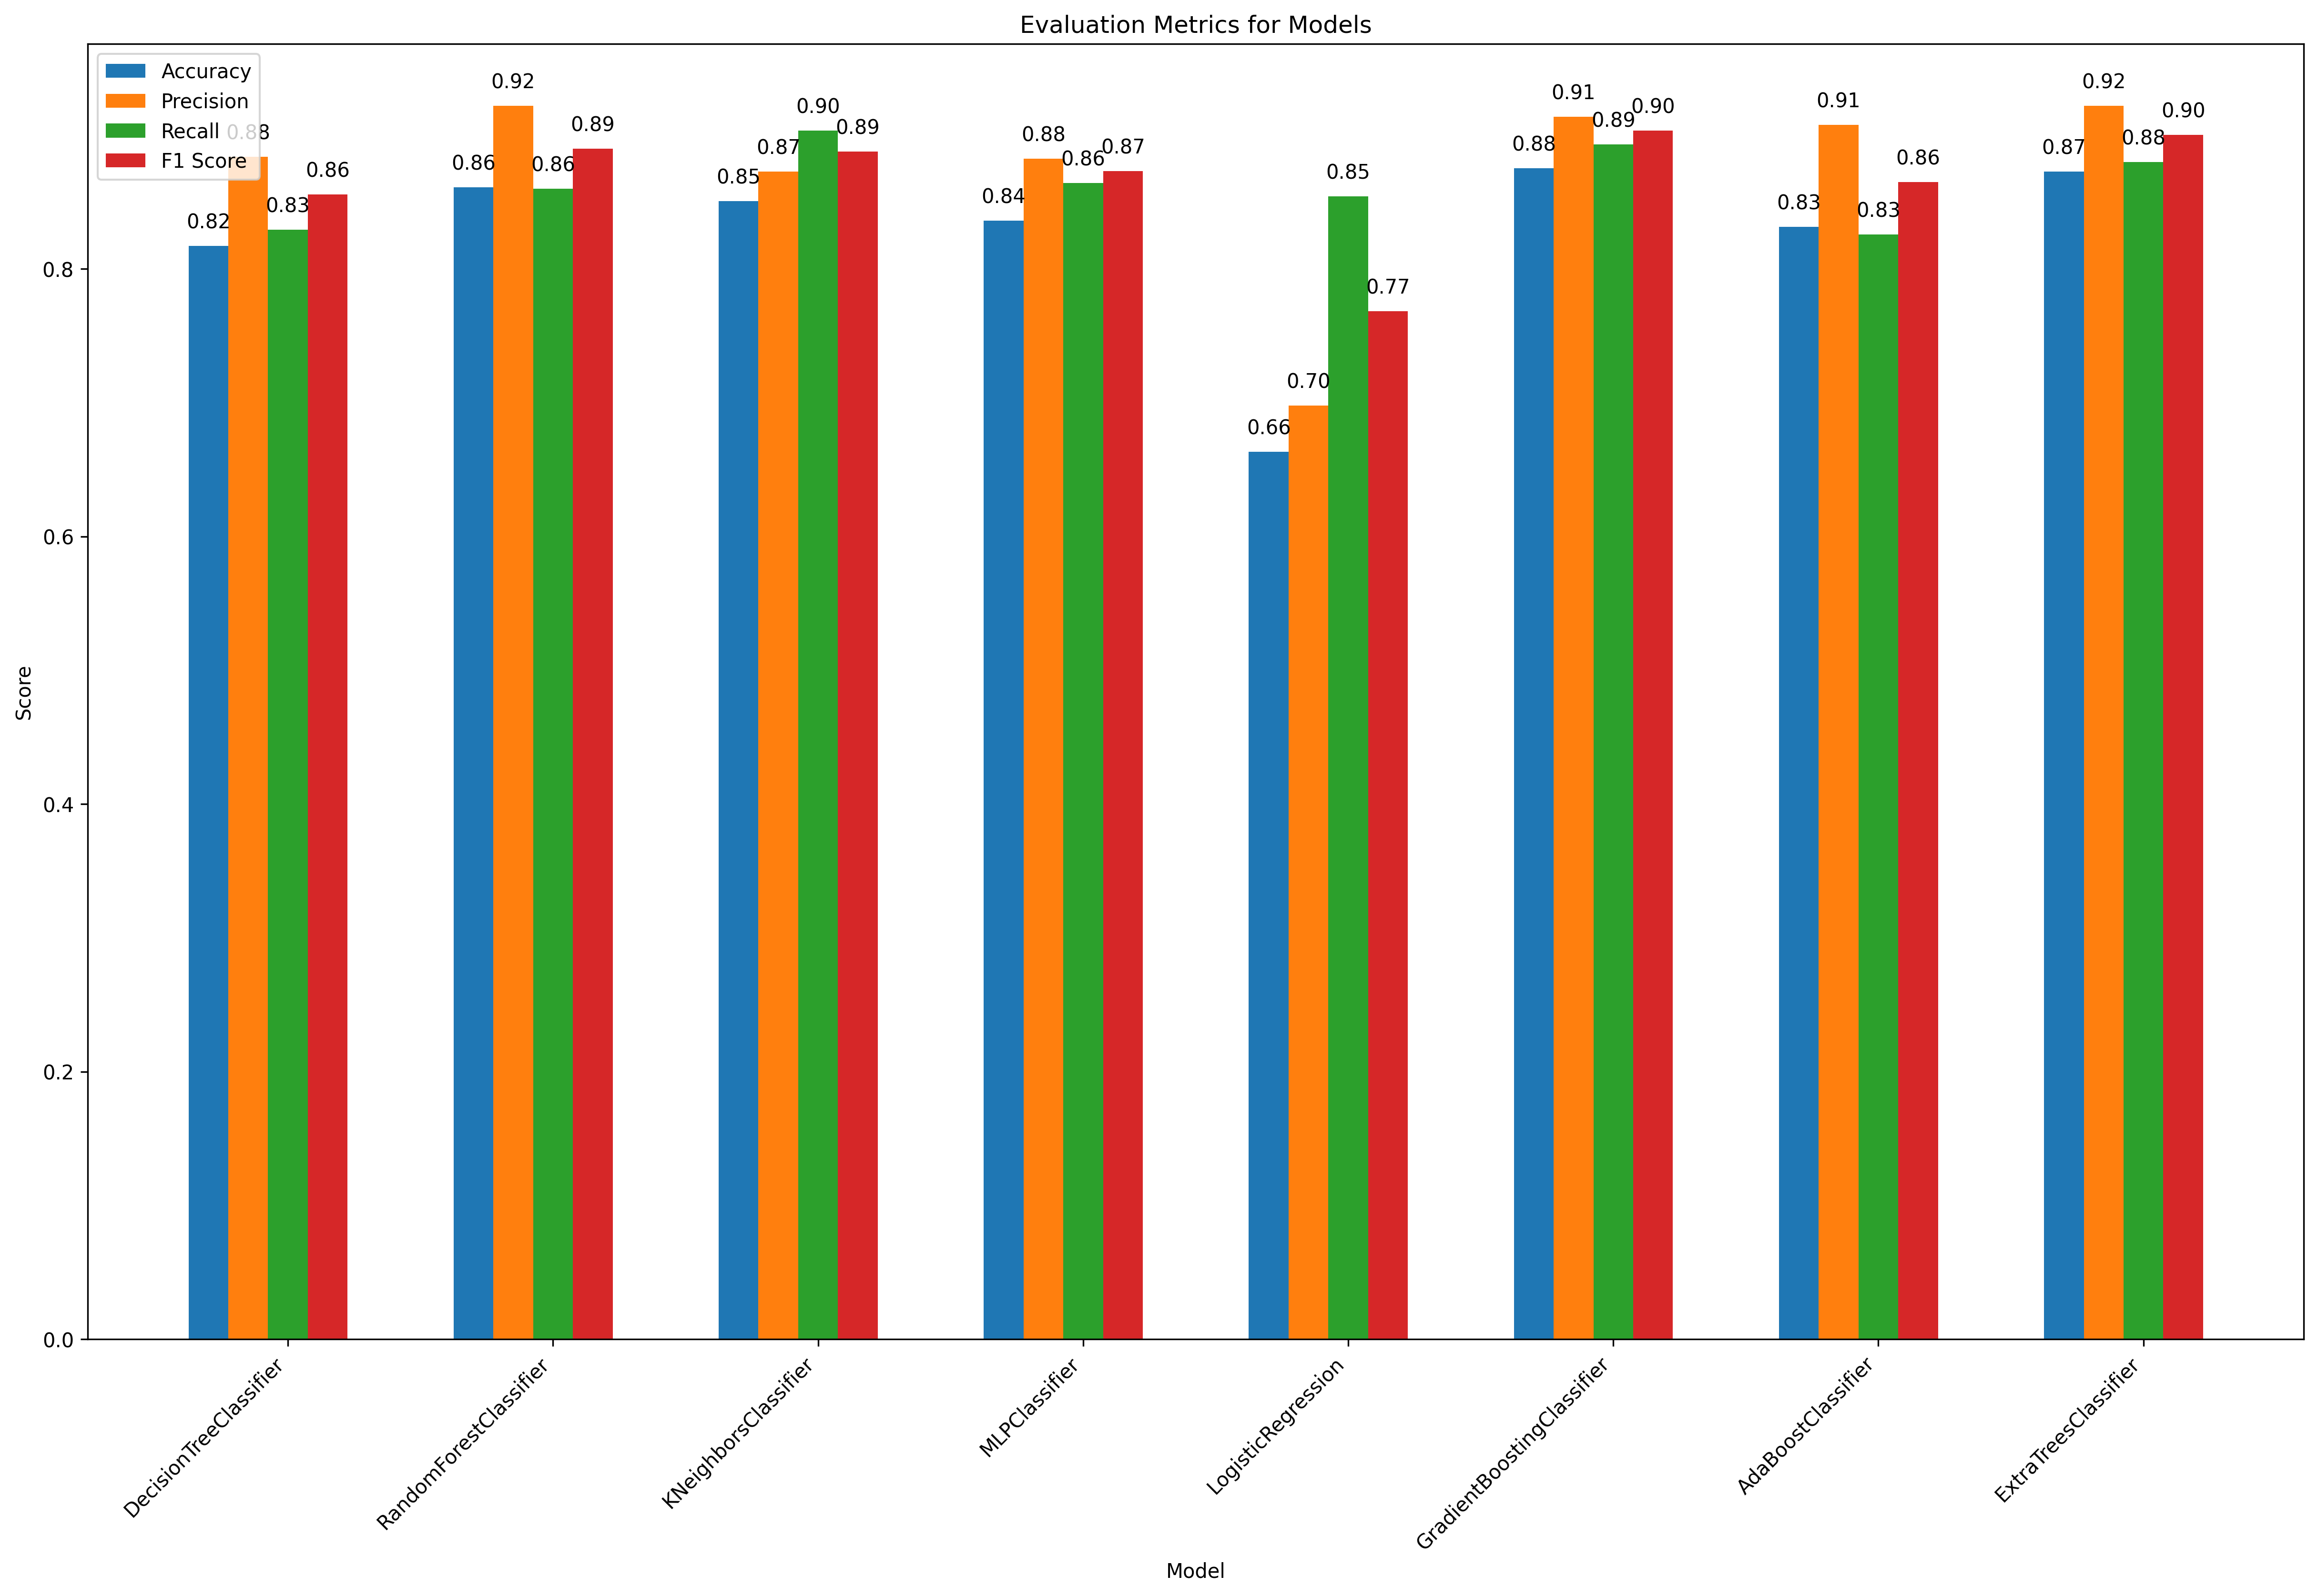 Evaluation Metrics for Models
Accuracy
Precision
Recall
F1 Score
Score
0.8
0.6
0.4
0.2
0.0
0.82 0.88 0.83 0.86
0.86 0.92 0.86 0.89
0.85 0.87 0.90 0.89
0.84 0.88 0.86 0.87
0.66 0.70 0.85 0.77
0.88 0.91 0.89 0.90
0.83 0.91 0.83 0.86
0.87 0.92 0.88 0.90
DecisionTreeClassifier
RandomForestClassifier
KNeighborsClassifier
MLPClassifier
LogisticRegression
GradientBoostingClassifier
AdaBoostClassifier
ExtraTreesClassifier
Model